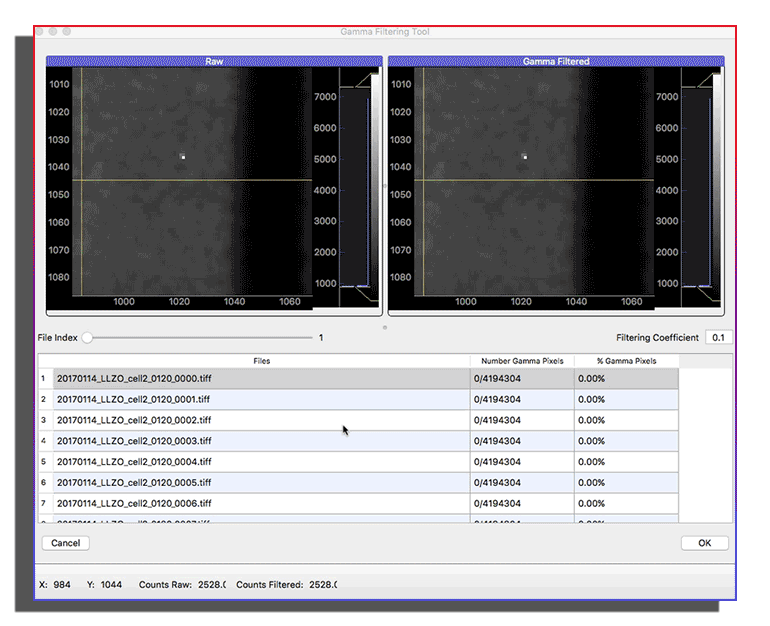 Gamma Filtering Tool
Raw
Gamma Filtered
1010
1020
1030
1040
1050
1060
1070
1080
1000 1020 1040 1060
7000
6000
5000
4000
3000
2000
1000
1010
1020
1030
1040
1050
1060
1070
1080
1000 1020 1040 1060
7000
6000
5000
4000
3000
2000
1000
File Index 1 Filtering Coefficient 0.1
Files Number Gamma Pixels % Gamma Pixels
1 20170114_LLZO_cell2_0120_0000.tiff 0/4194304 0.00%
2 20170114_LLZO_cell2_0120_0001.tiff 0/4194304 0.00%
3 20170114_LLZO_cell2_0120_0002.tiff 0/4194304 0.00%
4 20170114_LLZO_cell2_0120_0003.tiff 0/4194304 0.00%
5 20170114_LLZO_cell2_0120_0004.tiff 0/4194304 0.00%
6 20170114_LLZO_cell2_0120_0005.tiff 0/4194304 0.00%
7 20170114_LLZO_cell2_0120_0006.tiff 0/4194304 0.00%
Cancel OK
X: 984 Y: 1044 Counts Raw: 2528.( Counts Filtered: 2528.(